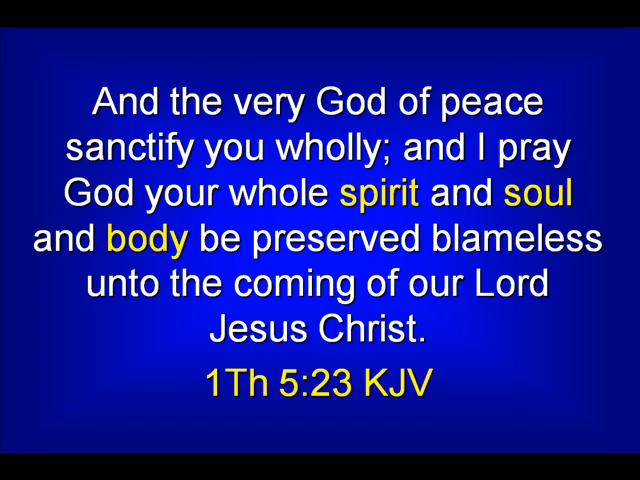 And the very God of peace
sanctify you wholly; and I pray
God your whole spirit and soul
and body be preserved blameless
unto the coming of our Lord
Jesus Christ.
1Th 5:23 KJV